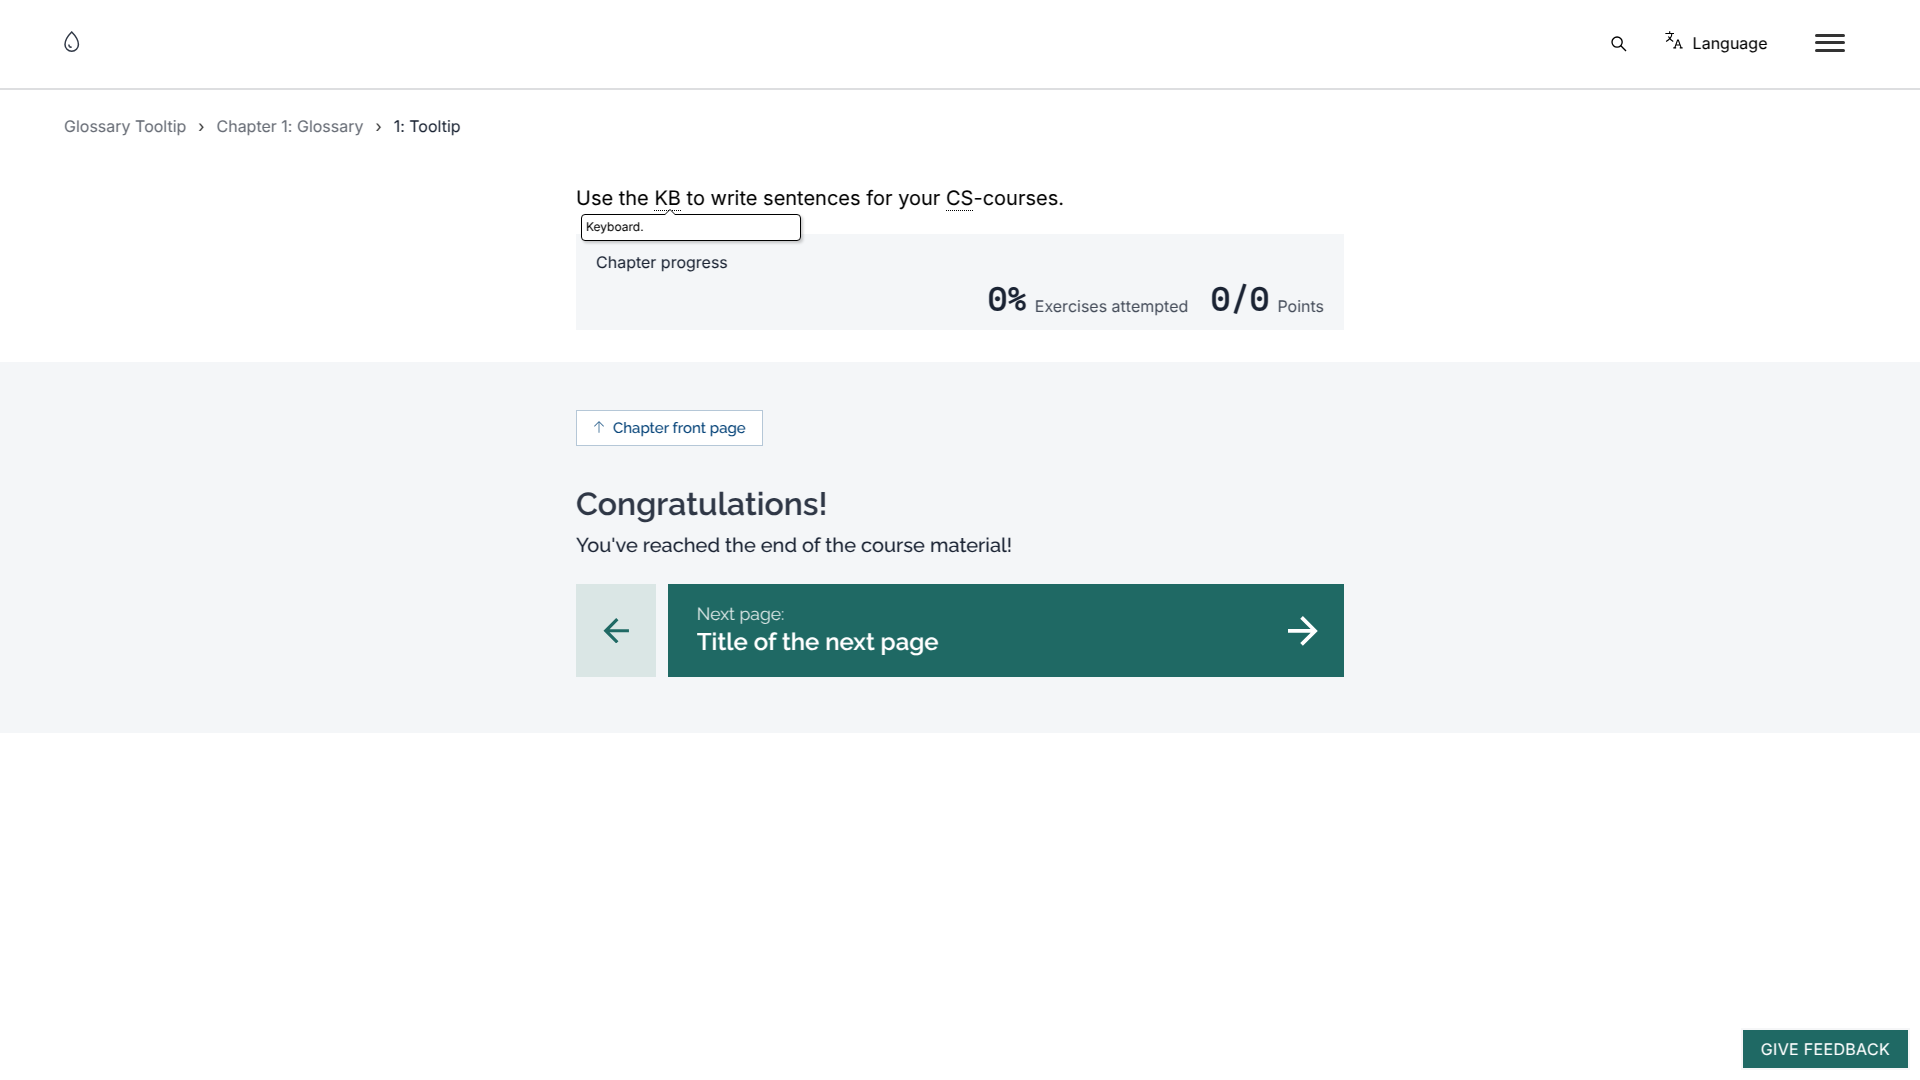 Language
Glossary Tooltip › Chapter 1: Glossary › 1: Tooltip
Use the KB to write sentences for your CS-courses.
Keyboard.
Chapter progress
0% Exercises attempted 0/0 Points
Chapter front page
Congratulations!
You've reached the end of the course material!
Next page:
Title of the next page
GIVE FEEDBACK